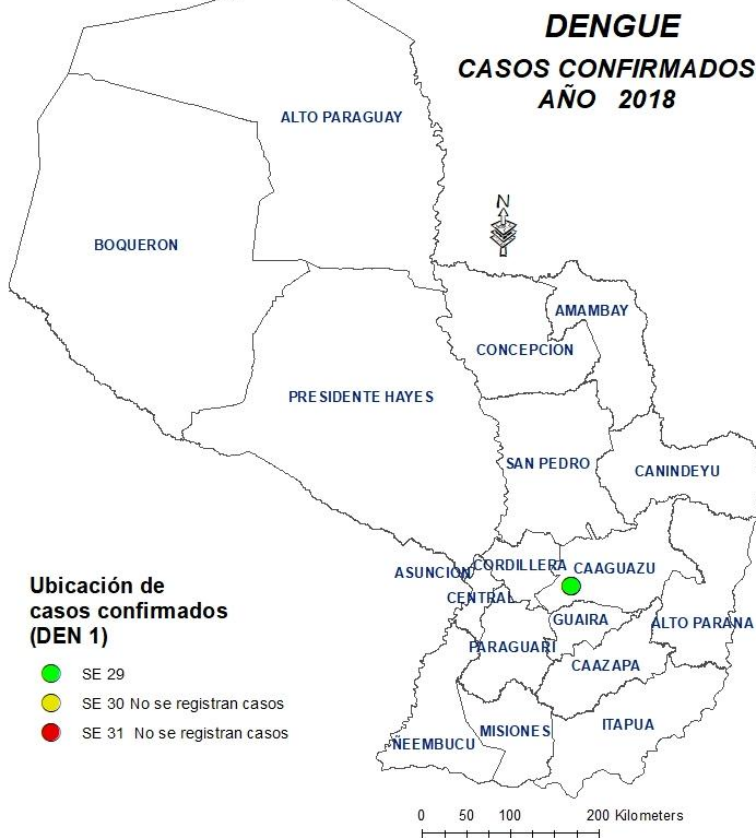 DENGUE
CASOS CONFIRMADOS
AÑO 2018
ALTO PARAGUAY
N
BOQUERON
AMAMBAY
CONCEPCION
PRESIDENTE HAYES
SAN PEDRO
CANINDEYU
ASUNCION
CORDILLERA
CAAGUAZU
CENTRAL
GUAIRA
ALTO PARANA
PARAGUARI
CAAZAPA
MISIONES
ITAPUA
ÑEEMBUCU
Ubicación de
casos confirmados
(DEN 1)
SE 29
SE 30 No se registran casos
SE 31 No se registran casos
0 50 100 200 Kilometers